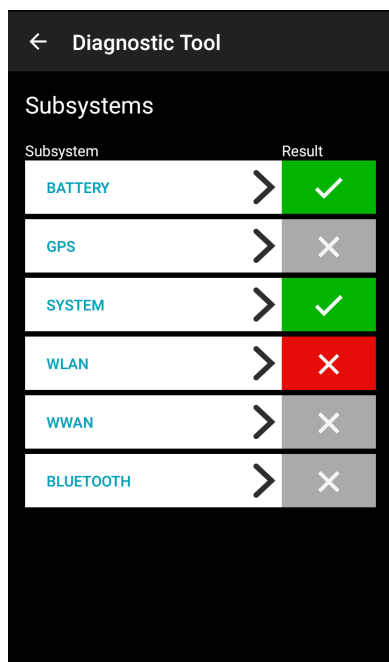 Diagnostic Tool
Subsystems
Subsystem Result
BATTERY
GPS
SYSTEM
WLAN
WWAN
BLUETOOTH